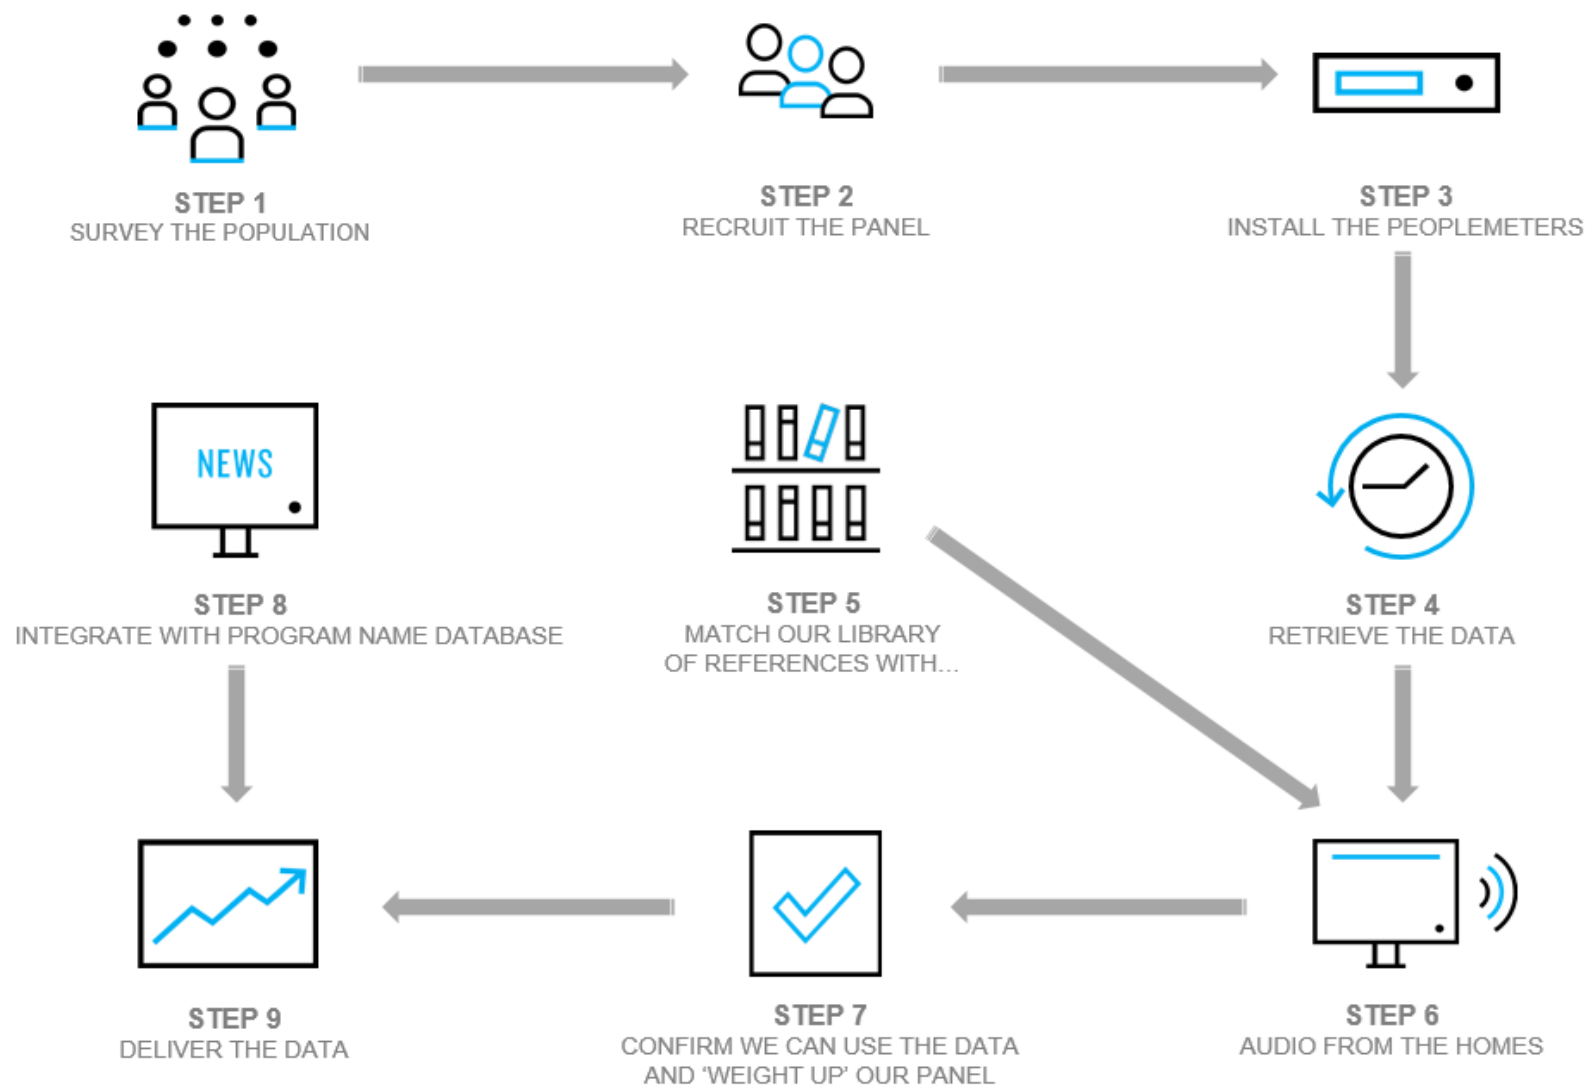 STEP 1
SURVEY THE POPULATION
STEP 2
RECRUIT THE PANEL
STEP 3
INSTALL THE PEOPLEMETERS
NEWS
STEP 8
INTEGRATE WITH PROGRAM NAME DATABASE
STEP 5
MATCH OUR LIBRARY
OF REFERENCES WITH...
STEP 4
RETRIEVE THE DATA
STEP 9
DELIVER THE DATA
STEP 7
CONFIRM WE CAN USE THE DATA
AND ‘WEIGHT UP’ OUR PANEL
STEP 6
AUDIO FROM THE HOMES